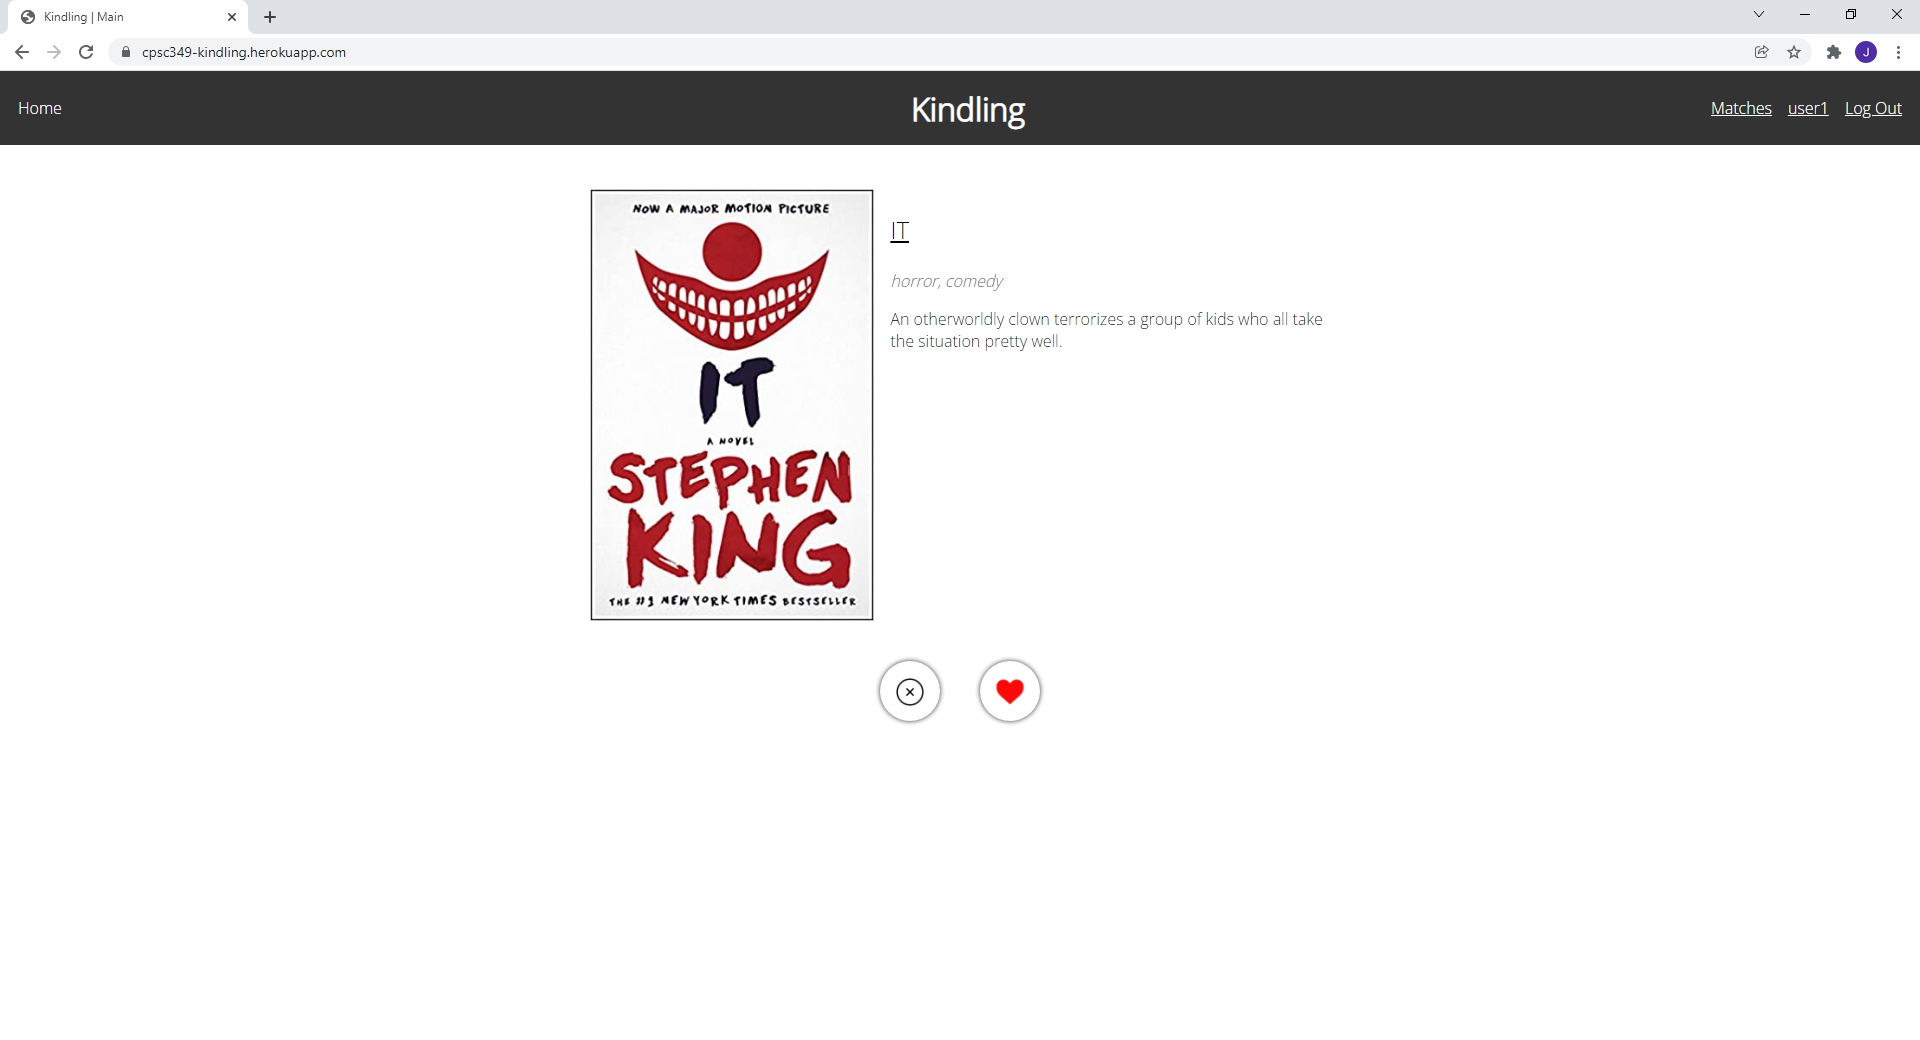 Kindling | Main
cpsc349-kindling.herokuapp.com
J
Home
Kindling
Matches user1 Log Out
NOW A MAJOR MOTION PICTURE
IT
A NOVEL
STEPHEN
KING
THE #1 NEW YORK TIMES BESTSELLER
IT
horror, comedy
An otherworldly clown terrorizes a group of kids who all take
the situation pretty well.